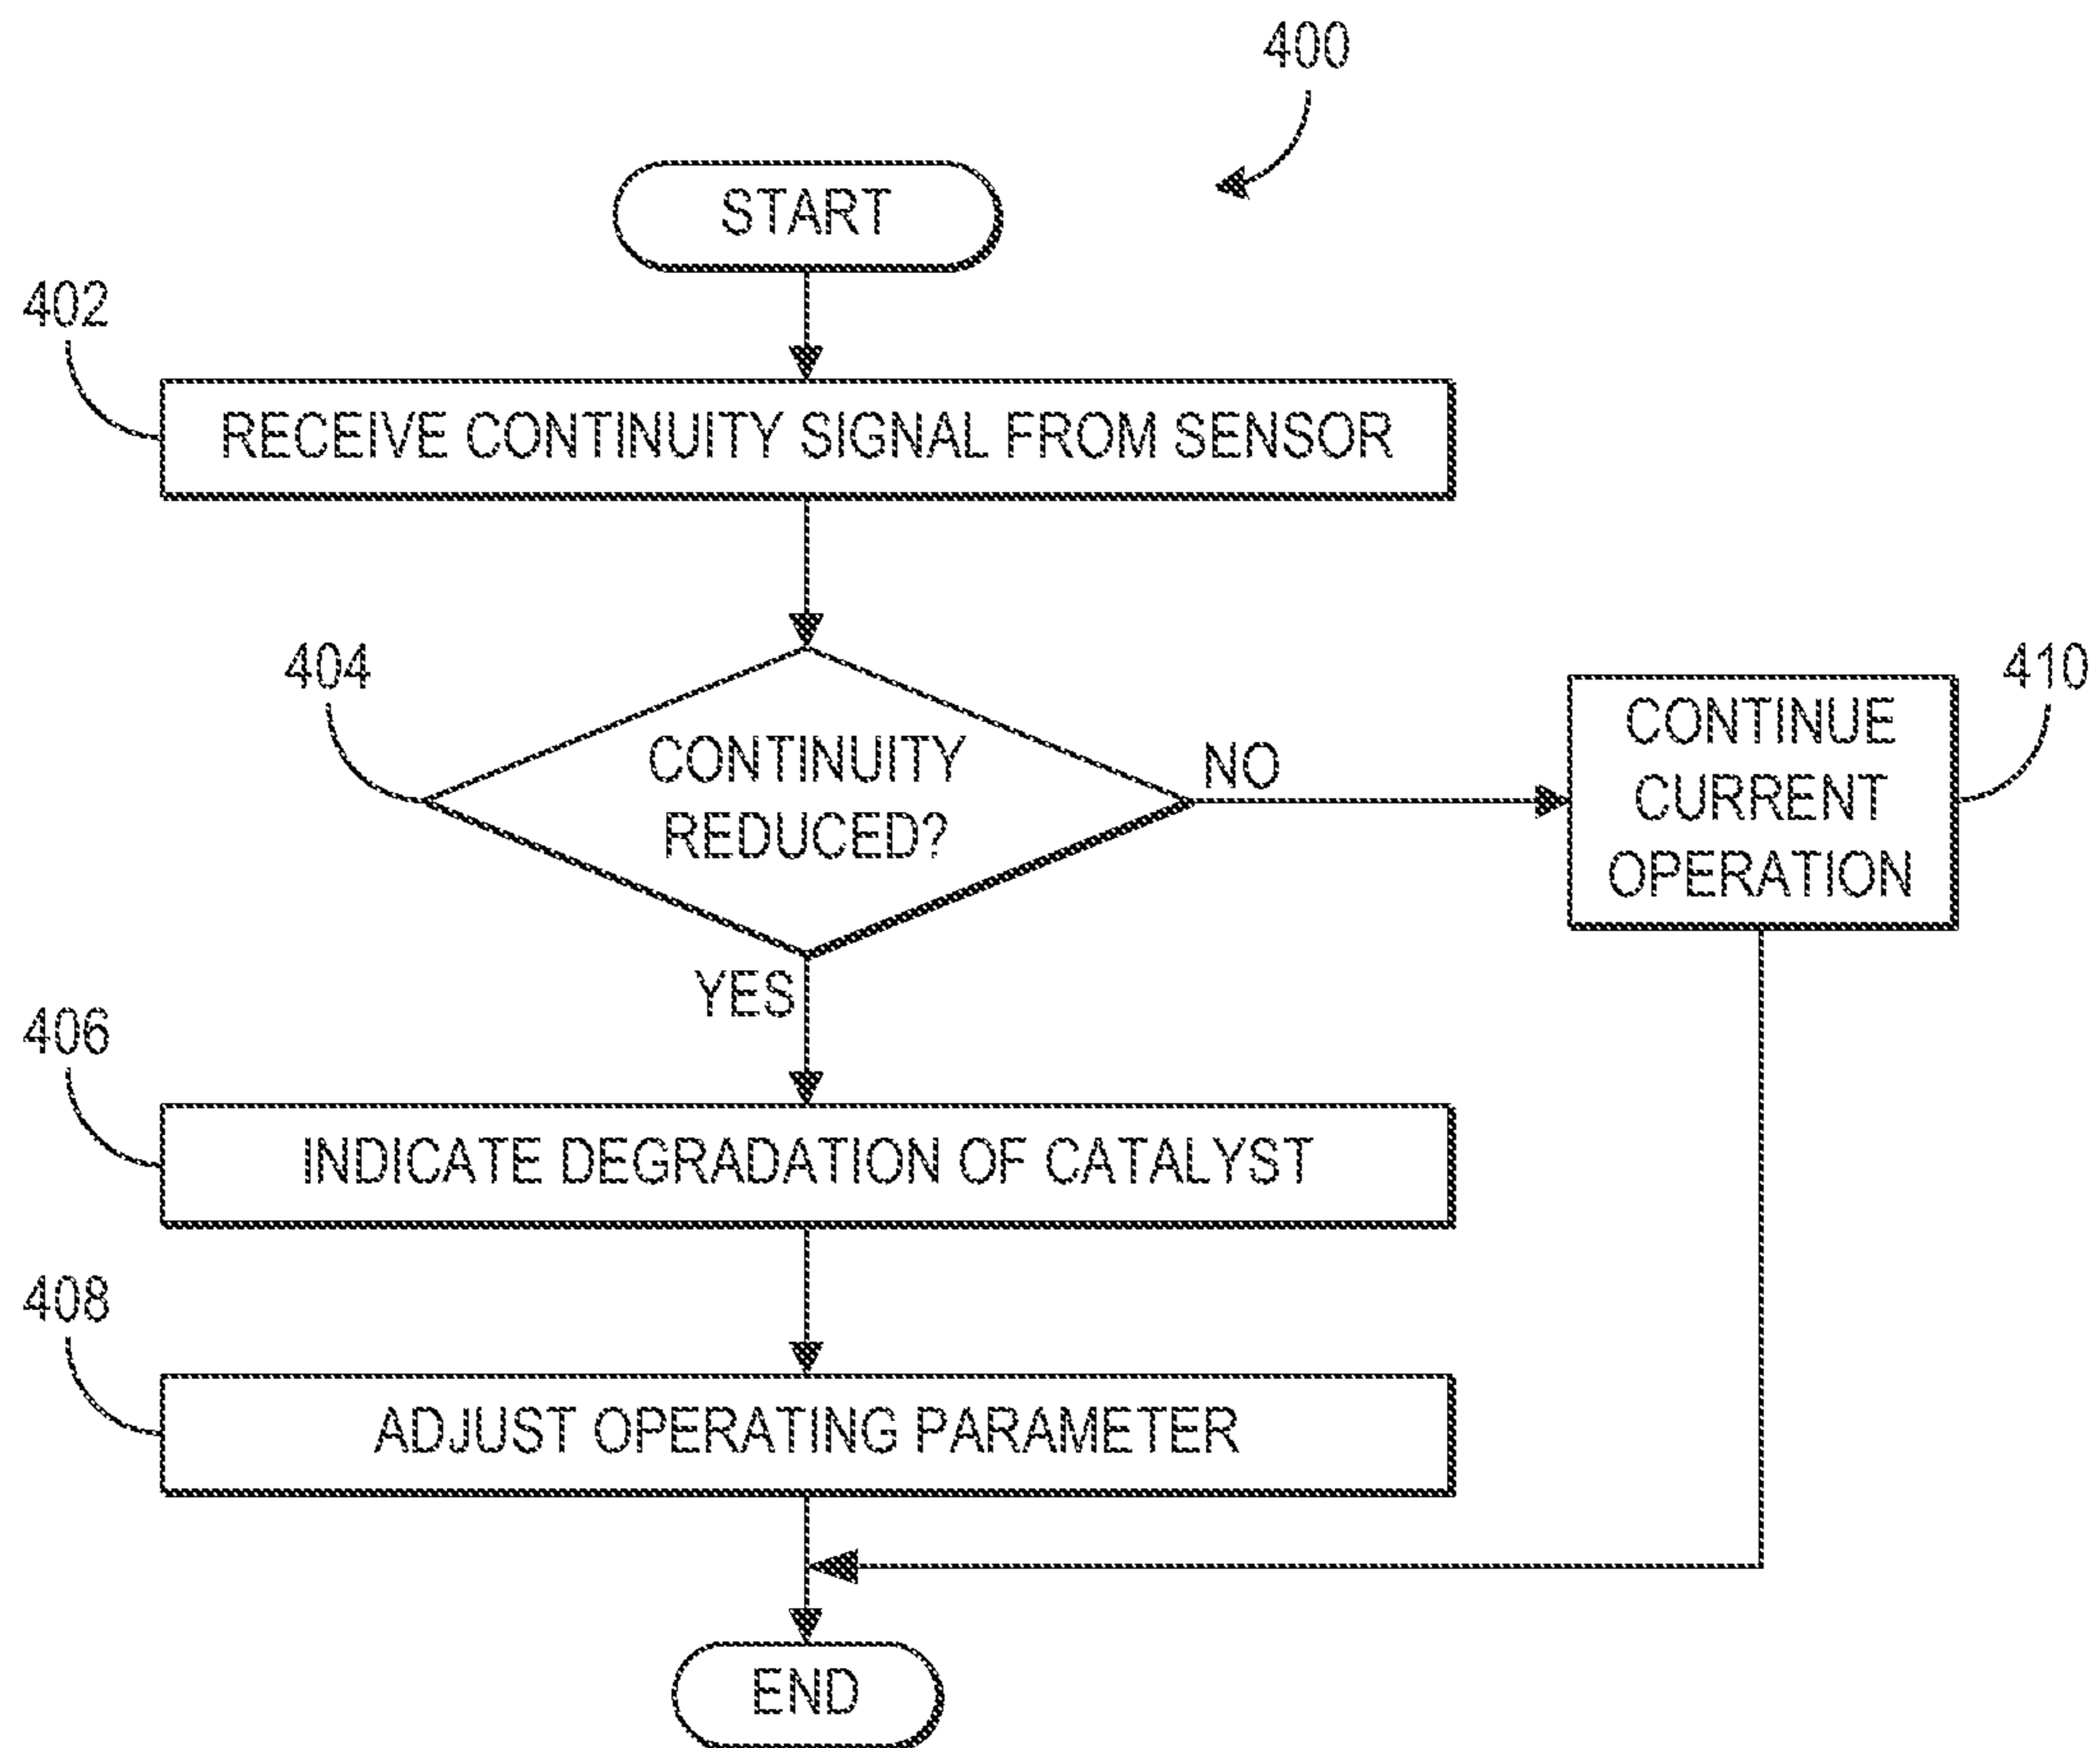 400
START
402
RECEIVE CONTINUITY SIGNAL FROM SENSOR
404
CONTINUITY
REDUCED?
NO
CONTINUE
CURRENT
OPERATION
410
YES
406
INDICATE DEGRADATION OF CATALYST
408
ADJUST OPERATING PARAMETER
END